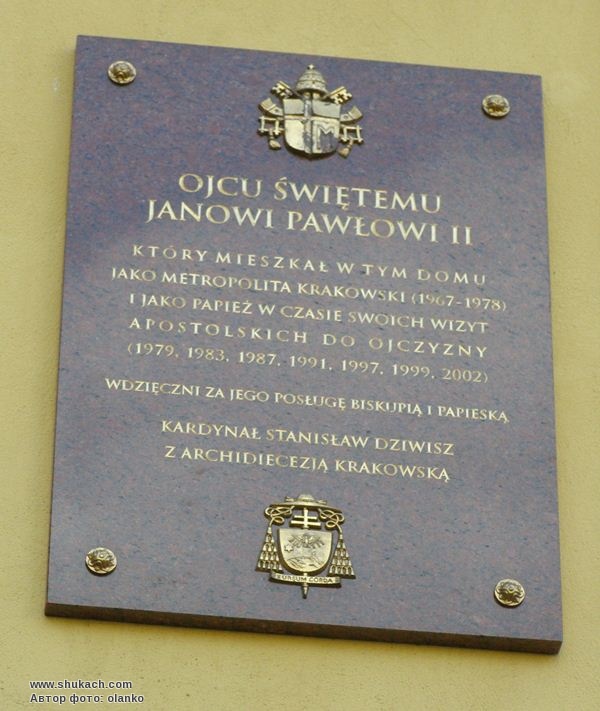 OJCU ŚWIĘTEMU
JANOWI PAWŁOWI II
KTÓRY MIESZKAŁ W TYM DOMU
JAKO METROPOLITA KRAKOWSKI (1967-1978)
I JAKO PAPIEŻ W CZASIE SWOICH WIZYT
APOSTOLSKICH DO OJCZYZNY
(1979, 1983, 1987, 1991, 1997, 1999, 2002)
WDZIĘCZNI ZA JEGO POSŁUGĘ BISKUPIĄ I PAPIESKĄ
KARDYNAŁ STANISŁAW DZIWISZ
Z ARCHIDIECEZJĄ KRAKOWSKĄ
SURSUM CORDA
www.shukach.com
Автор фото: olanko